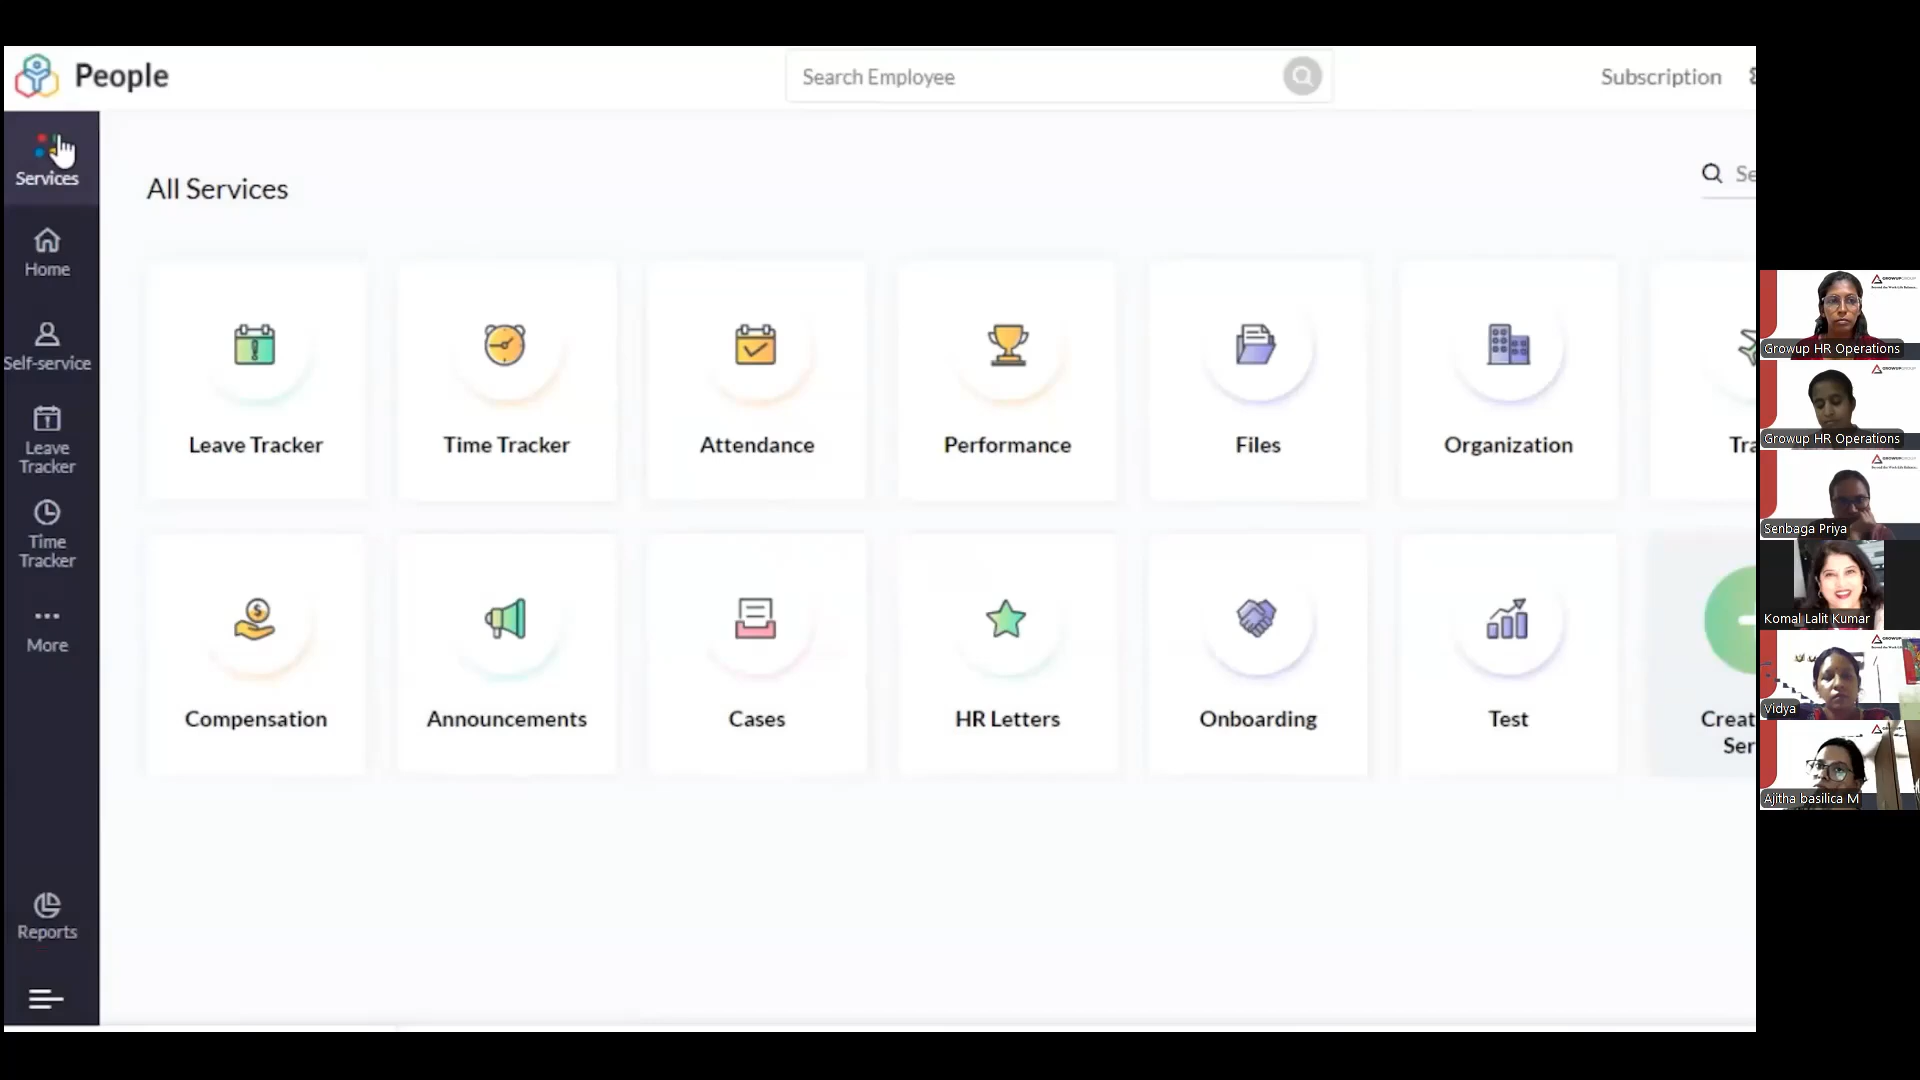 People
Search Employee
Subscription
Services
Home
Self-service
Leave
Tracker
Time
Tracker
More
Reports
All Services
Leave Tracker
Time Tracker
Attendance
Performance
Files
Organization
Compensation
Announcements
Cases
HR Letters
Onboarding
Test
Growup HR Operations
Growup HR Operations
Senbaga Priya
Komal Lalit Kumar
Vidya
Ajitha basilica M